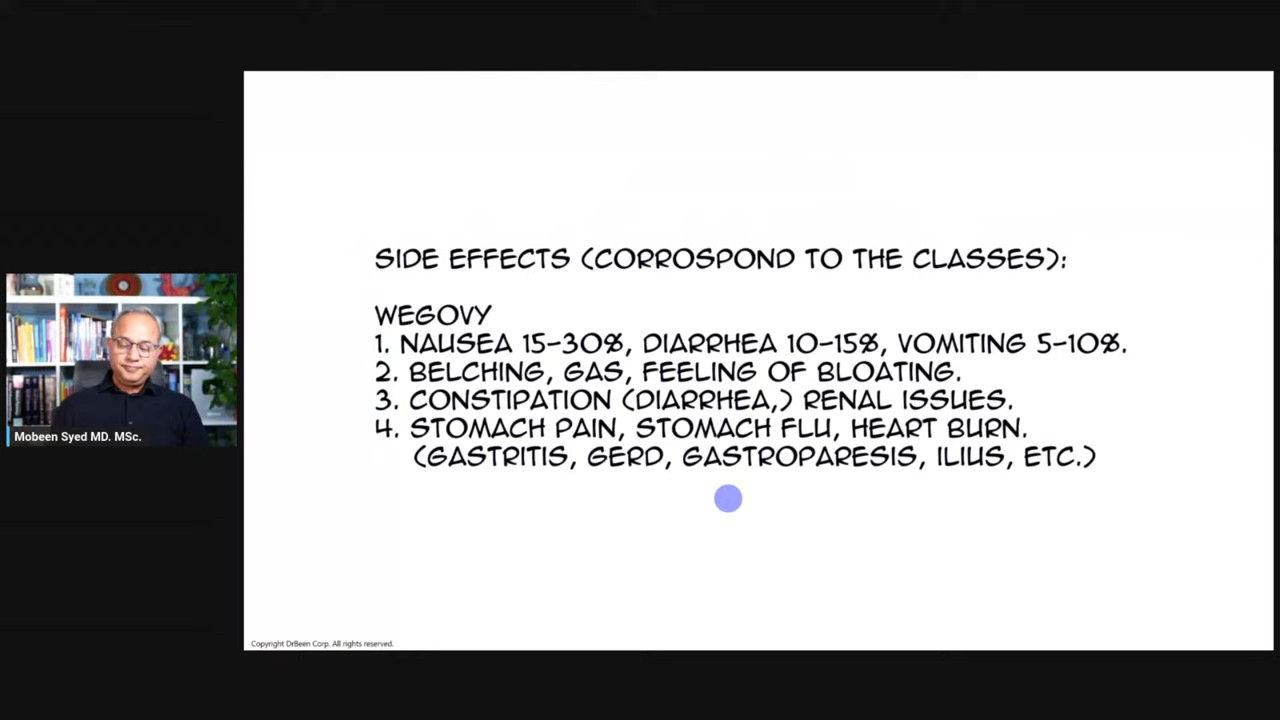 SIDE EFFECTS (CORROSPOND TO THE CLASSES):
WEGOVY
1. NAUSEA 15-30%, DIARRHEA 10-15%, VOMITING 5-10%.
2. BELCHING, GAS, FEELING OF BLOATING.
3. CONSTIPATION (DIARRHEA,) RENAL ISSUES.
4. STOMACH PAIN, STOMACH FLU, HEART BURN.
(GASTRITIS, GERD, GASTROPARESIS, ILIUS, ETC.)
Mobeen Syed MD. MSc.
Copyright DrBeen Corp. All rights reserved.